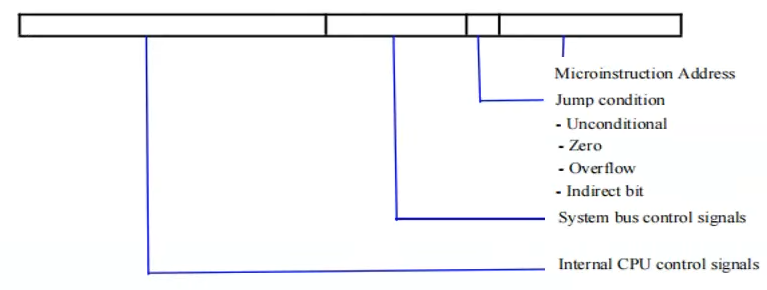 Microinstruction Address
Jump condition
- Unconditional
- Zero
- Overflow
- Indirect bit
System bus control signals
Internal CPU control signals